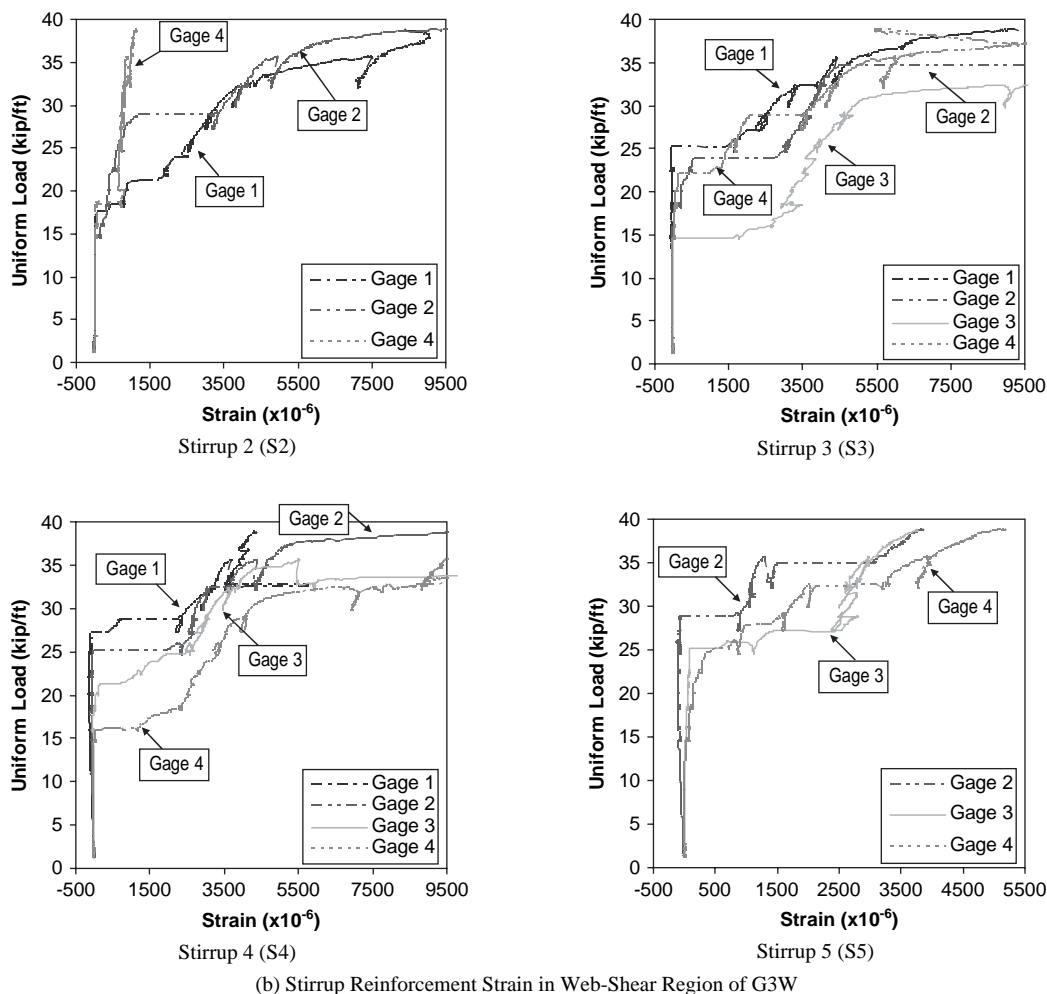 Uniform Load (kip/ft)
40
35
30
25
20
15
10
5
0
Gage 4
Gage 2
Gage 1
Gage 1
Gage 2
Gage 4
-500 1500 3500 5500 7500 9500
Strain (x10-6)
Stirrup 2 (S2)
Uniform Load (kip/ft)
40
35
30
25
20
15
10
5
0
Gage 1
Gage 2
Gage 3
Gage 4
Gage 1
Gage 2
Gage 3
Gage 4
-500 1500 3500 5500 7500 9500
Strain (x10-6)
Stirrup 3 (S3)
Uniform Load (kip/ft)
40
35
30
25
20
15
10
5
0
Gage 2
Gage 1
Gage 3
Gage 4
Gage 1
Gage 2
Gage 3
Gage 4
-500 1500 3500 5500 7500 9500
Strain (x10-6)
Stirrup 4 (S4)
Uniform Load (kip/ft)
40
35
30
25
20
15
10
5
0
Gage 2
Gage 4
Gage 3
Gage 2
Gage 3
Gage 4
-500 500 1500 2500 3500 4500 5500
Strain (x10-6)
Stirrup 5 (S5)
(b) Stirrup Reinforcement Strain in Web-Shear Region of G3W